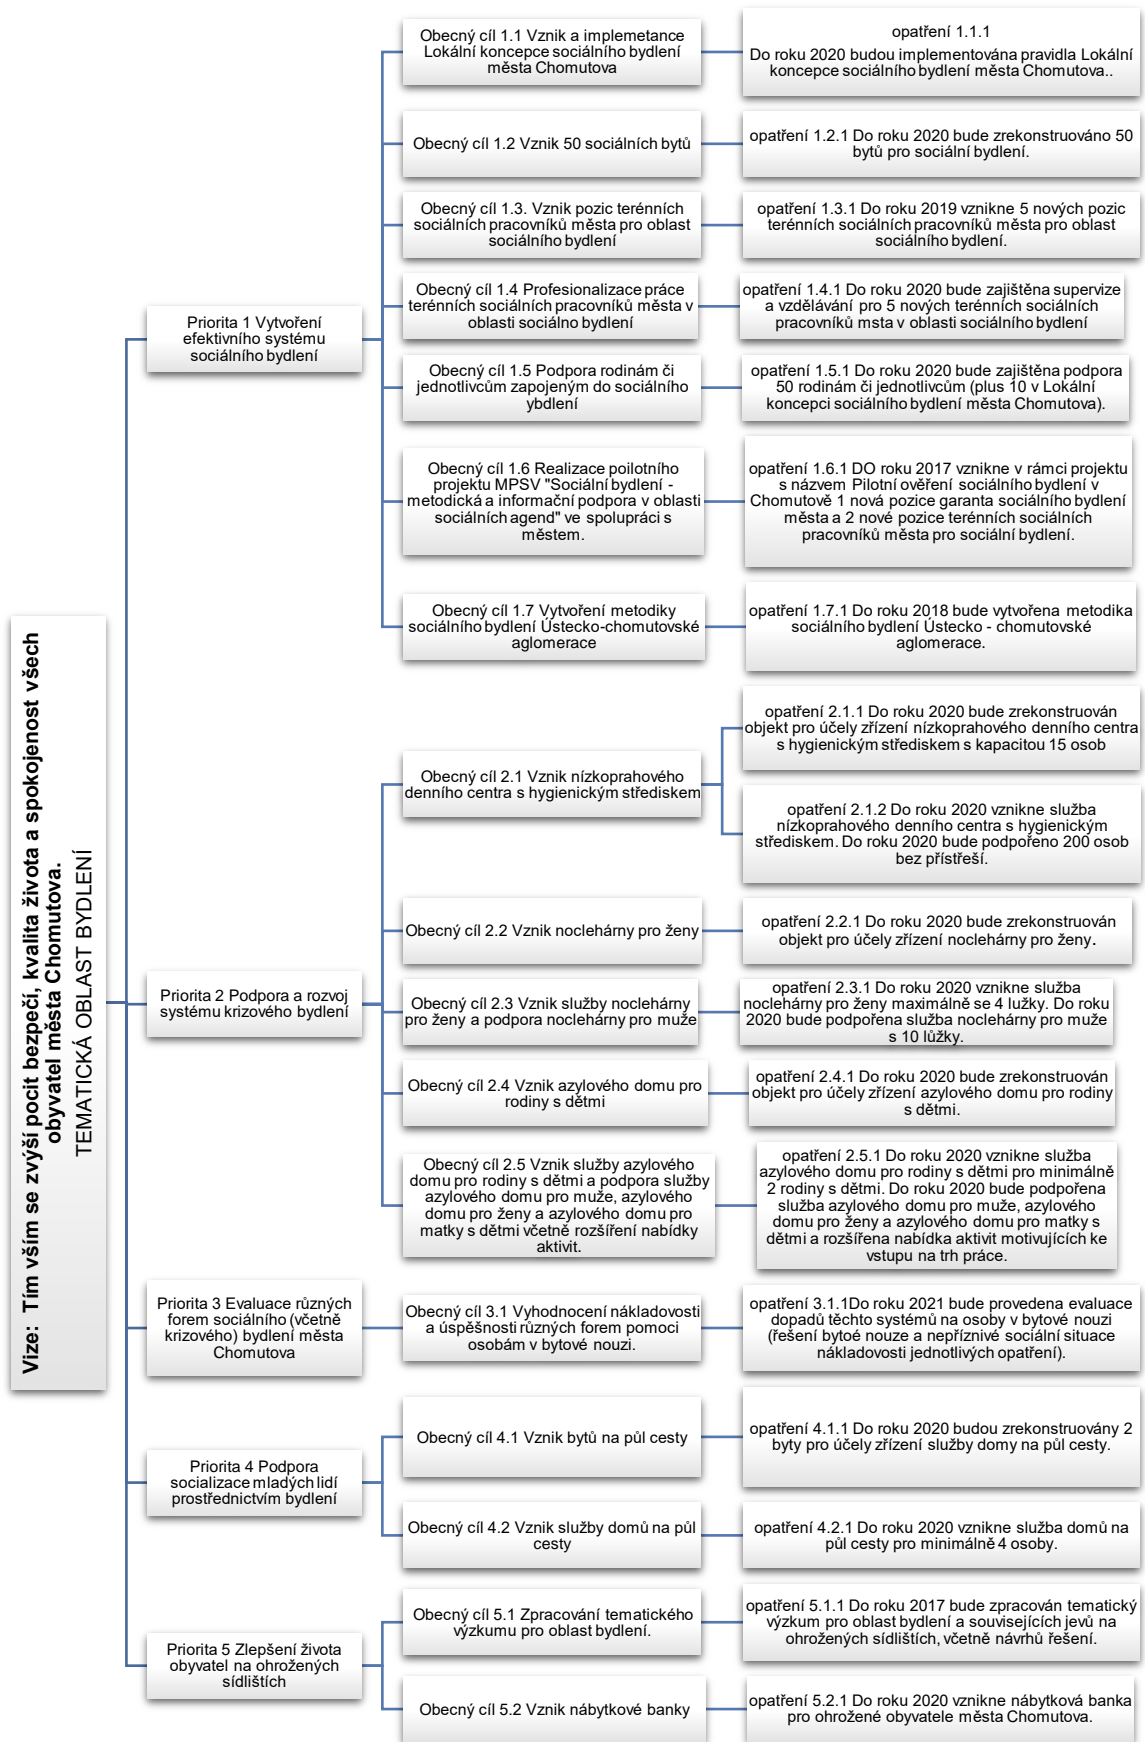 Vize:  Tím vším se zvýší pocit bezpečí, kvalita života a spokojenost všech
obyvatel města Chomutova.
TEMATICKÁ OBLAST BYDLENÍ
Priorita 1 Vytvoření
efektivního systému
sociálního bydlení
Obecný cíl 1.1 Vznik a implemetance
Lokální koncepce sociálního bydlení
města Chomutova
opatření 1.1.1
Do roku 2020 budou implementována pravidla Lokální
koncepce sociálního bydlení města Chomutova..
Obecný cíl 1.2 Vznik 50 sociálních bytů
opatření 1.2.1 Do roku 2020 bude zrekonstruováno 50
bytů pro sociální bydlení.
Obecný cíl 1.3. Vznik pozic terénních
sociálních pracovníků města pro oblast
sociálního bydlení
opatření 1.3.1 Do roku 2019 vznikne 5 nových pozic
terénních sociálních pracovníků města pro oblast
sociálního bydlení.
Obecný cíl 1.4 Profesionalizace práce
terénních sociálních pracovníků města v
oblasti sociálno bydlení
opatření 1.4.1 Do roku 2020 bude zajištěna supervize
a vzdělávání pro 5 nových terénních sociálních
pracovníků msta v oblasti sociálního bydlení
Obecný cíl 1.5 Podpora rodinám či
jednotlivcům zapojeným do sociálního
ybdlení
opatření 1.5.1 Do roku 2020 bude zajištěna podpora
50 rodinám či jednotlivcům (plus 10 v Lokální
koncepci sociálního bydlení města Chomutova).
Obecný cíl 1.6 Realizace poilotního
projektu MPSV "Sociální bydlení -
metodická a informační podpora v oblasti
sociálních agend" ve spolupráci s
městem.
opatření 1.6.1 DO roku 2017 vznikne v rámci projektu
s názvem Pilotní ověření sociálního bydlení v
Chomutově 1 nová pozice garanta sociálního bydlení
města a 2 nové pozice terénních sociálních
pracovníků města pro sociální bydlení.
Obecný cíl 1.7 Vytvoření metodiky
sociálního bydlení Ústecko-chomutovské
aglomerace
opatření 1.7.1 Do roku 2018 bude vytvořena metodika
sociálního bydlení Ústecko - chomutovské
aglomerace.
Priorita 2 Podpora a rozvoj
systému krizového bydlení
Obecný cíl 2.1 Vznik nízkoprahového
denního centra s hygienickým střediskem
opatření 2.1.1 Do roku 2020 bude zrekonstruován
objekt pro účely zřízení nízkoprahového denního centra
s hygienickým střediskem s kapacitou 15 osob
opatření 2.1.2 Do roku 2020 vznikne služba
nízkoprahového denního centra s hygienickým
střediskem. Do roku 2020 bude podpořeno 200 osob
bez přístřeší.
Obecný cíl 2.2 Vznik noclehárny pro ženy
opatření 2.2.1 Do roku 2020 bude zrekonstruován
objekt pro účely zřízení noclehárny pro ženy.
Obecný cíl 2.3 Vznik služby noclehárny
pro ženy a podpora noclehárny pro muže
opatření 2.3.1 Do roku 2020 vznikne služba
noclehárny pro ženy maximálně se 4 lužky. Do roku
2020 bude podpořena služba noclehárny pro muže
s 10 lůžky.
Obecný cíl 2.4 Vznik azylového domu pro
rodiny s dětmi
opatření 2.4.1 Do roku 2020 bude zrekonstruován
objekt pro účely zřízení azylového domu pro rodiny
s dětmi.
Obecný cíl 2.5 Vznik služby azylového
domu pro rodiny s dětmi a podpora služby
azylového domu pro muže, azylového
domu pro ženy a azylového domu pro
matky s dětmi včetně rozšíření nabídky
aktivit.
opatření 2.5.1 Do roku 2020 vznikne služba
azylového domu pro rodiny s dětmi pro minimálně
2 rodiny s dětmi. Do roku 2020 bude podpořena
služba azylového domu pro muže, azylového
domu pro ženy a azylového domu pro matky s
dětmi a rozšířena nabídka aktivit motivujících ke
vstupu na trh práce.
Priorita 3 Evaluace různých
forem sociálního (včetně
krizového) bydlení města
Chomutova
Obecný cíl 3.1 Vyhodnocení nákladovosti
a úspěšnosti různých forem pomoci
osobám v bytové nouzi.
opatření 3.1.1Do roku 2021 bude provedena evaluace
dopadů těchto systémů na osoby v bytové nouzi
(řešení bytoé nouze a nepříznivé sociální situace
nákladovosti jednotlivých opatření).
Priorita 4 Podpora
socializace mladých lidí
prostřednictvím bydlení
Obecný cíl 4.1 Vznik bytů na půl cesty
opatření 4.1.1 Do roku 2020 budou zrekonstruovány 2
byty pro účely zřízení služby domy na půl cesty.
Obecný cíl 4.2 Vznik služby domů na půl
cesty
opatření 4.2.1 Do roku 2020 vznikne služba domů na
půl cesty pro minimálně 4 osoby.
Priorita 5 Zlepšení života
obyvatel na ohrožených
sídlištích
Obecný cíl 5.1 Zpracování tematického
výzkumu pro oblast bydlení.
opatření 5.1.1 Do roku 2017 bude zpracován tematický
výzkum pro oblast bydlení a souvisejících jevů na
ohrožených sídlištích, včetně návrhů řešení.
Obecný cíl 5.2 Vznik nábytkové banky
opatření 5.2.1 Do roku 2020 vznikne nábytková banka
pro ohrožené obyvatele města Chomutova.